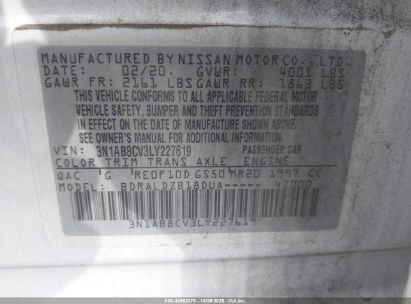 MANUFACTURED BY NISSAN MOTOR CO., LTD.
DATE: 02/20. GVWR: 4001 LBS
GAWR FR: 2161 LBS GAWR RR: 1863 LBS
THIS VEHICLE CONFORMS TO ALL APPLICABLE FEDERAL MOTOR
VEHICLE SAFETY, BUMPER AND THEFT PREVENTION STANDARDS
IN EFFECT ON THE DATE OF MANUFACTURE SHOWN ABOVE.
SEE OWNER'S MANUAL FOR ADDITIONAL INFORMATION.
VIN: 3N1AB8CV3LY227619 PASSENGER CAR
COLOR TRIM TRANS AXLE ENGINE
QAC G RE0F10D GS50 MR20 1997 CC
MODEL: BDRALDZB18DUA----- 47000
3N1AB8CV3LY227619